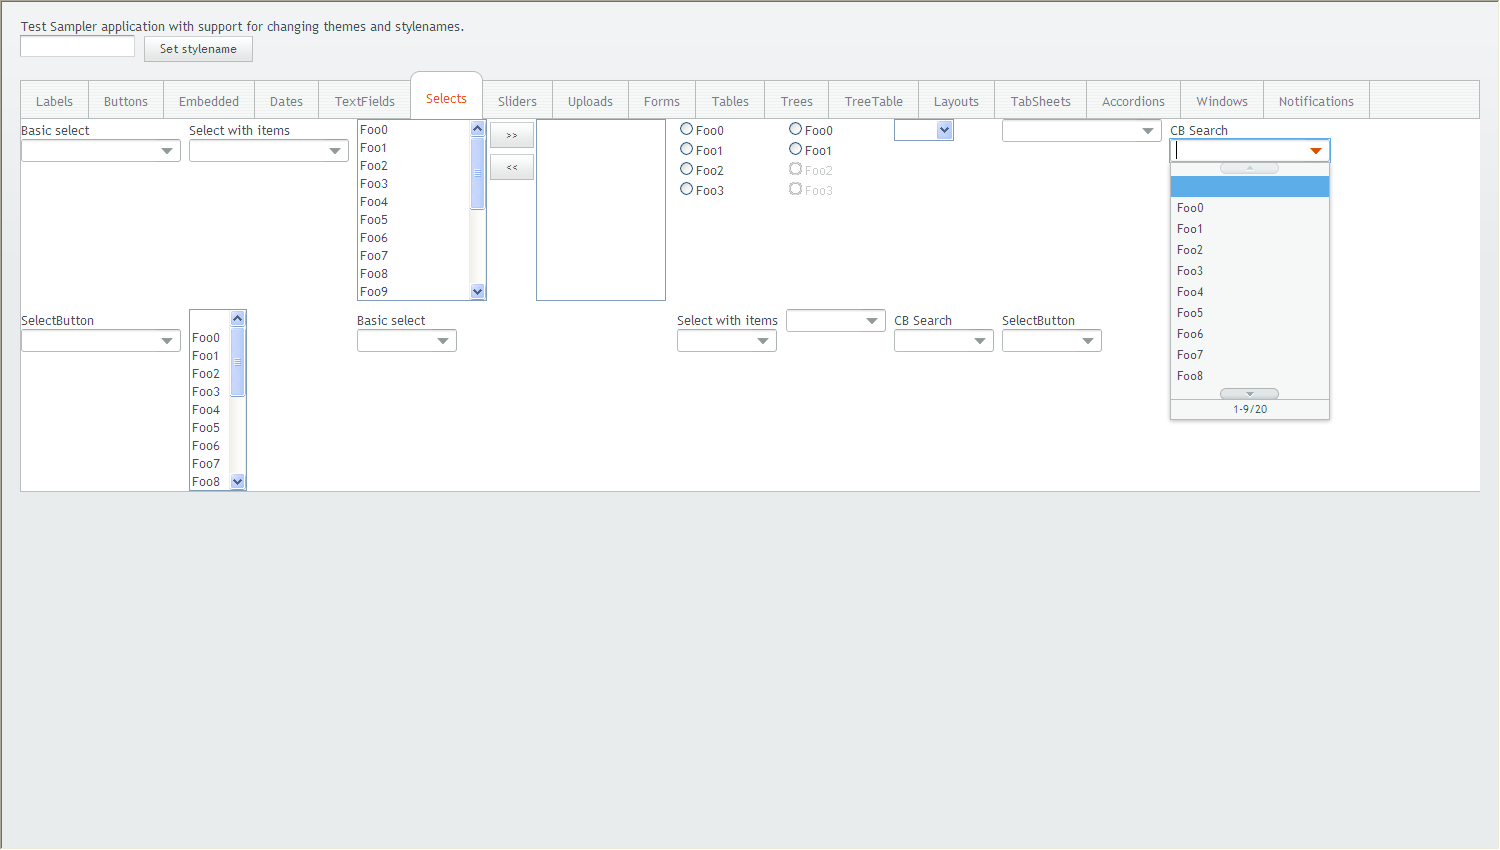 Test Sampler application with support for changing themes and stylenames.
Set stylename
Labels
Buttons
Embedded
Dates
TextFields
Selects
Sliders
Uploads
Forms
Tables
Trees
TreeTable
Layouts
TabSheets
Accordions
Windows
Notifications
Basic select
Select with items
Foo0
Foo1
Foo2
Foo3
Foo4
Foo5
Foo6
Foo7
Foo8
Foo9
>>
<<
Foo0
Foo1
Foo2
Foo3
Foo0
Foo1
Foo2
Foo3
CB Search
Foo0
Foo1
Foo2
Foo3
Foo4
Foo5
Foo6
Foo7
Foo8
1-9/20
SelectButton
Foo0
Foo1
Foo2
Foo3
Foo4
Foo5
Foo6
Foo7
Foo8
Basic select
Select with items
CB Search
SelectButton